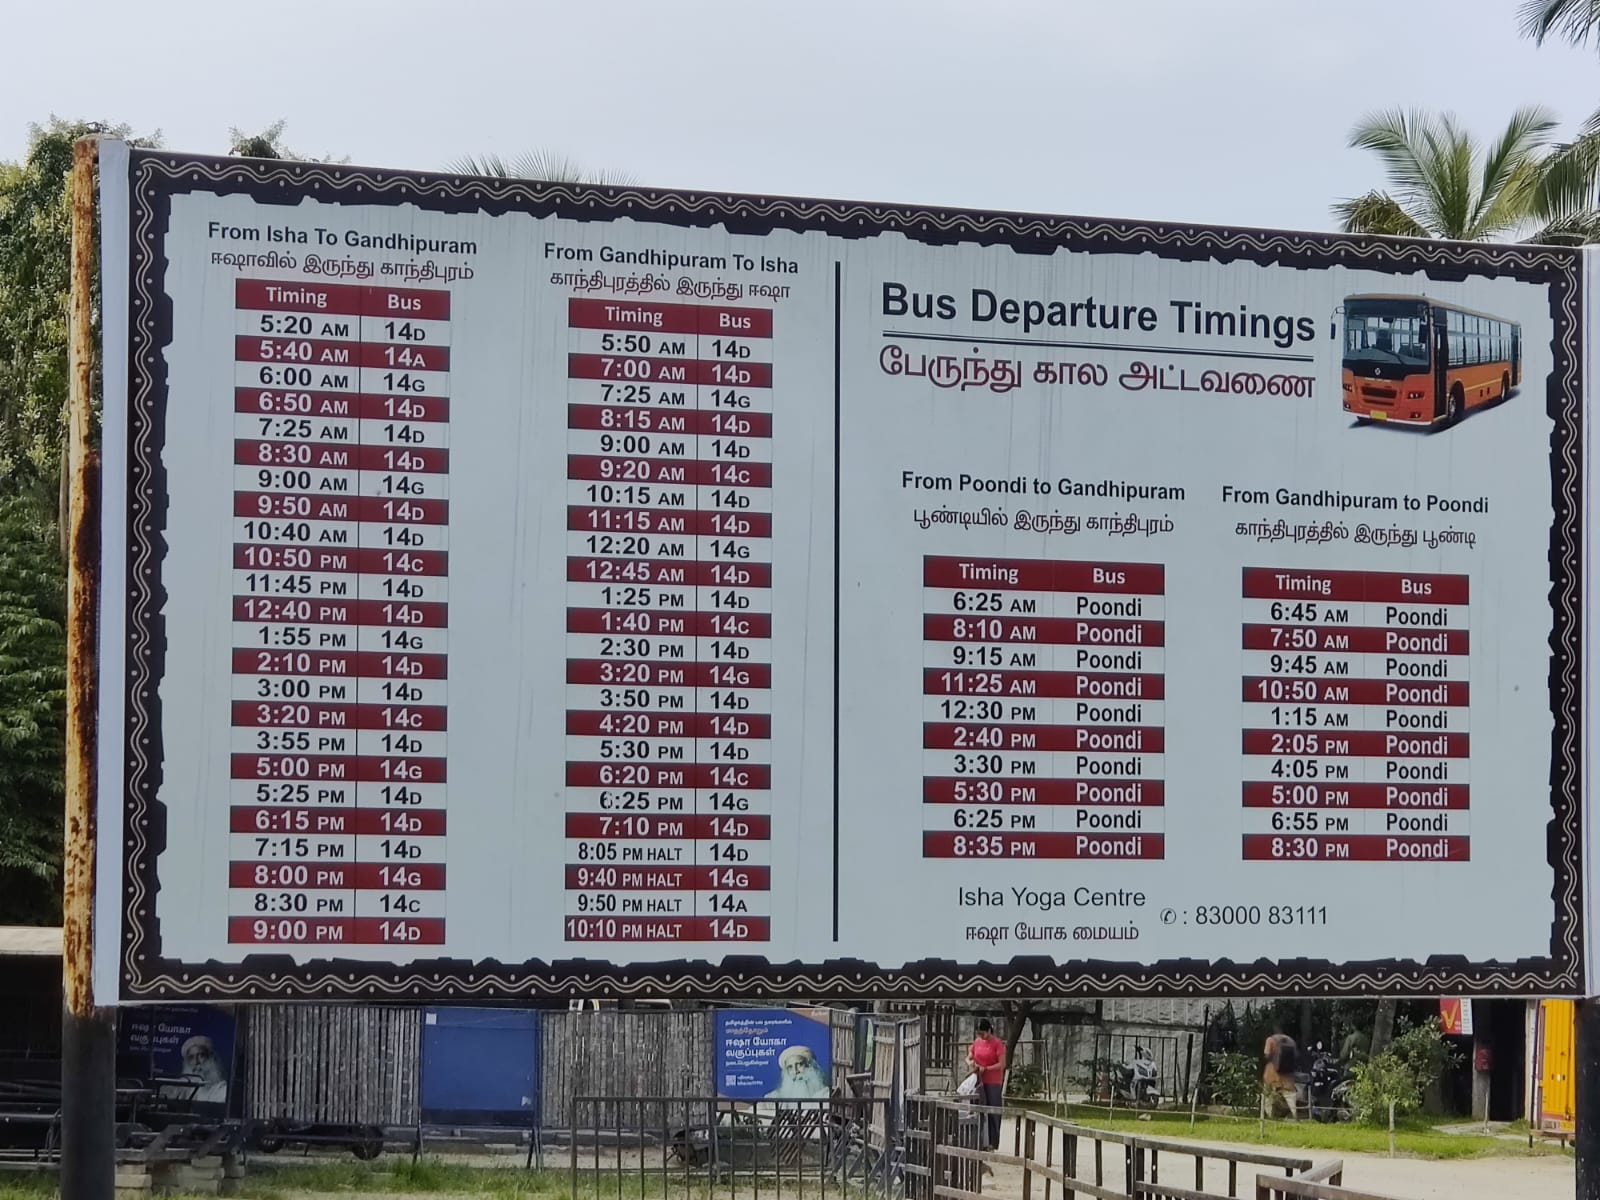 From Isha To Gandhipuram
ஈஷாவில் இருந்து காந்திபுரம்
Timing Bus
5:20 AM 14D
5:40 AM 14A
6:00 AM 14G
6:50 AM 14D
7:25 AM 14D
8:30 AM 14D
9:00 AM 14G
9:50 AM 14D
10:40 AM 14D
10:50 PM 14C
11:45 PM 14D
12:40 PM 14D
1:55 PM 14G
2:10 PM 14D
3:00 PM 14D
3:20 PM 14C
3:55 PM 14D
5:00 PM 14G
5:25 PM 14D
6:15 PM 14D
7:15 PM 14D
8:00 PM 14G
8:30 PM 14C
9:00 PM 14D
From Gandhipuram To Isha
காந்திபுரத்தில் இருந்து ஈஷா
Timing Bus
5:50 AM 14D
7:00 AM 14D
7:25 AM 14G
8:15 AM 14D
9:00 AM 14D
9:20 AM 14C
10:15 AM 14D
11:15 AM 14D
12:20 AM 14G
12:45 AM 14D
1:25 PM 14D
1:40 PM 14C
2:30 PM 14D
3:20 PM 14G
3:50 PM 14D
4:20 PM 14D
5:30 PM 14D
6:20 PM 14C
6:25 PM 14G
7:10 PM 14D
8:05 PM HALT 14D
9:40 PM HALT 14G
9:50 PM HALT 14A
10:10 PM HALT 14D
Bus Departure Timings
பேருந்து கால அட்டவணை
From Poondi to Gandhipuram
பூண்டியில் இருந்து காந்திபுரம்
Timing Bus
6:25 AM Poondi
8:10 AM Poondi
9:15 AM Poondi
11:25 AM Poondi
12:30 PM Poondi
2:40 PM Poondi
3:30 PM Poondi
5:30 PM Poondi
6:25 PM Poondi
8:35 PM Poondi
From Gandhipuram to Poondi
காந்திபுரத்தில் இருந்து பூண்டி
Timing Bus
6:45 AM Poondi
7:50 AM Poondi
9:45 AM Poondi
10:50 AM Poondi
1:15 AM Poondi
2:05 PM Poondi
4:05 PM Poondi
5:00 PM Poondi
6:55 PM Poondi
8:30 PM Poondi
Isha Yoga Centre
ஈஷா யோக மையம்
✆ : 83000 83111
ஈஷா யோகா
வகுப்புகள்
ஈஷா யோகா
வகுப்புகள்